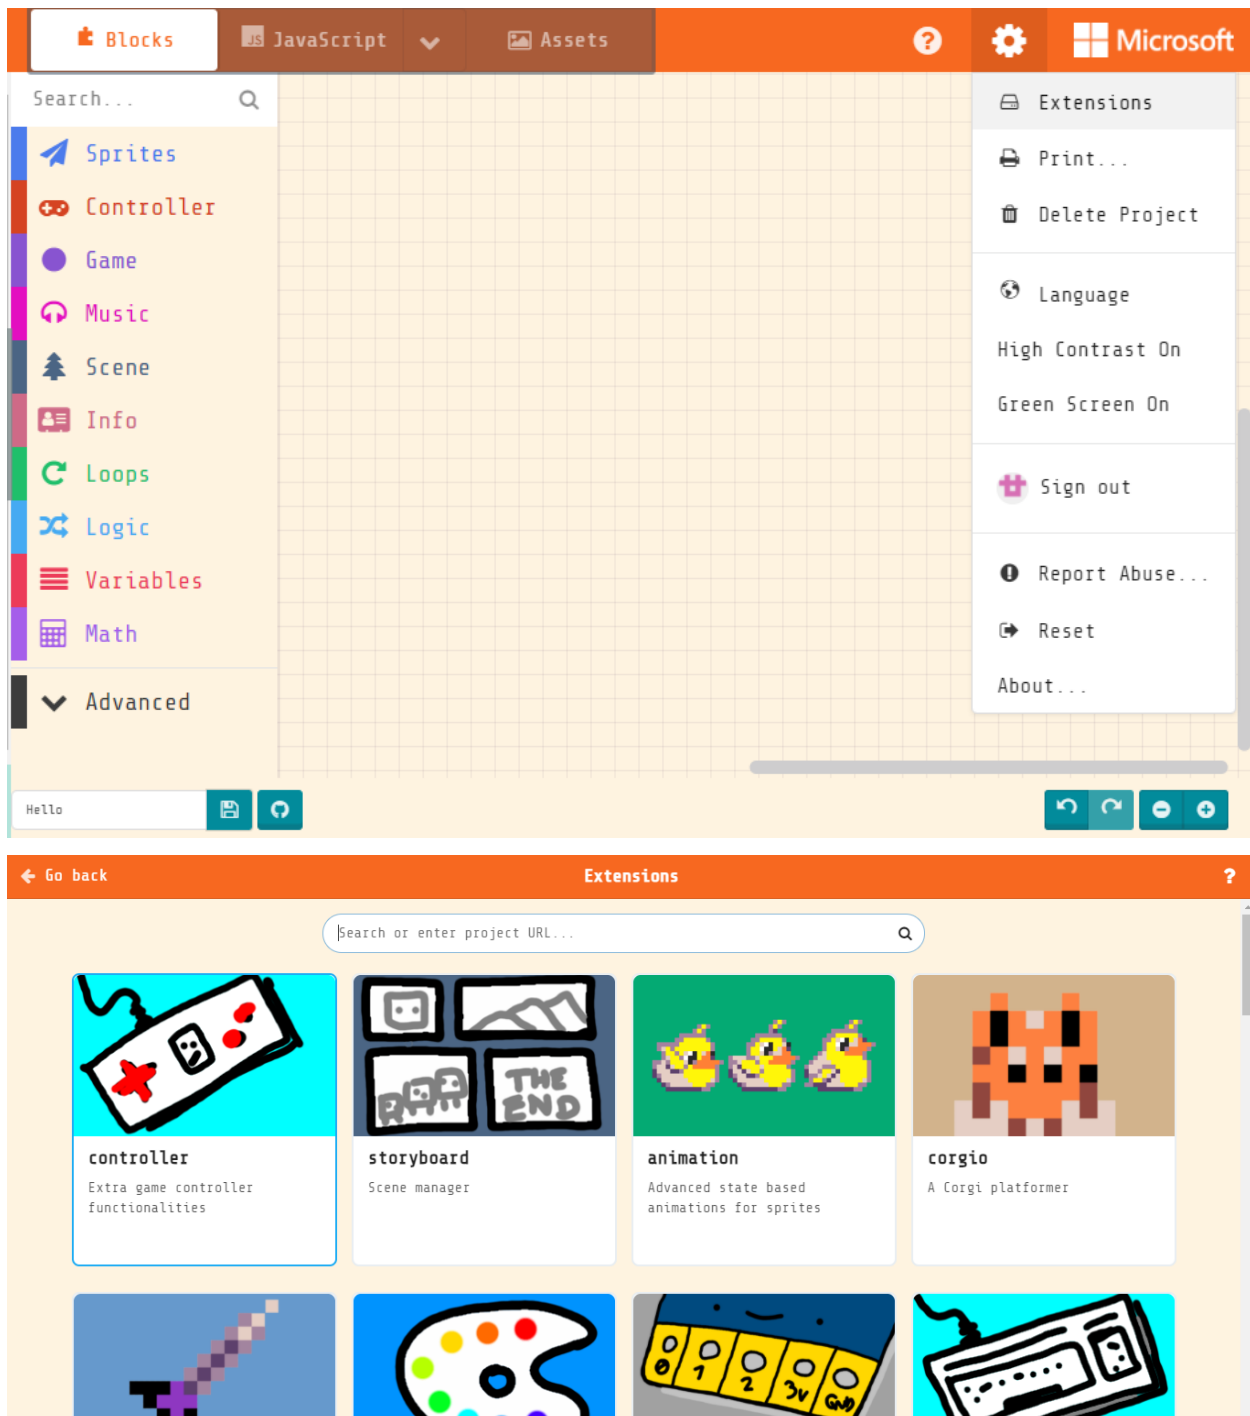 Blocks
JS JavaScript
Assets
?
Microsoft
Search...
Sprites
Controller
Game
Music
Scene
Info
Loops
Logic
Variables
Math
Advanced
Extensions
Print...
Delete Project
Language
High Contrast On
Green Screen On
Sign out
Report Abuse...
Reset
About...
Hello
Go back
Extensions
?
Search or enter project URL...
THE
END
controller
Extra game controller
functionalities
storyboard
Scene manager
animation
Advanced state based
animations for sprites
corgio
A Corgi platformer
0 1 2 3V GND